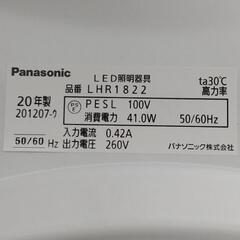 Panasonic
LED照明器具
品番 LHR1822
ta30℃
高力率
20年製
201207-ウ
PSE PESL 100V
消費電力 41.0W 50/60Hz
50/60 Hz
入力電流 0.42A
出力電圧 260V
パナソニック株式会社